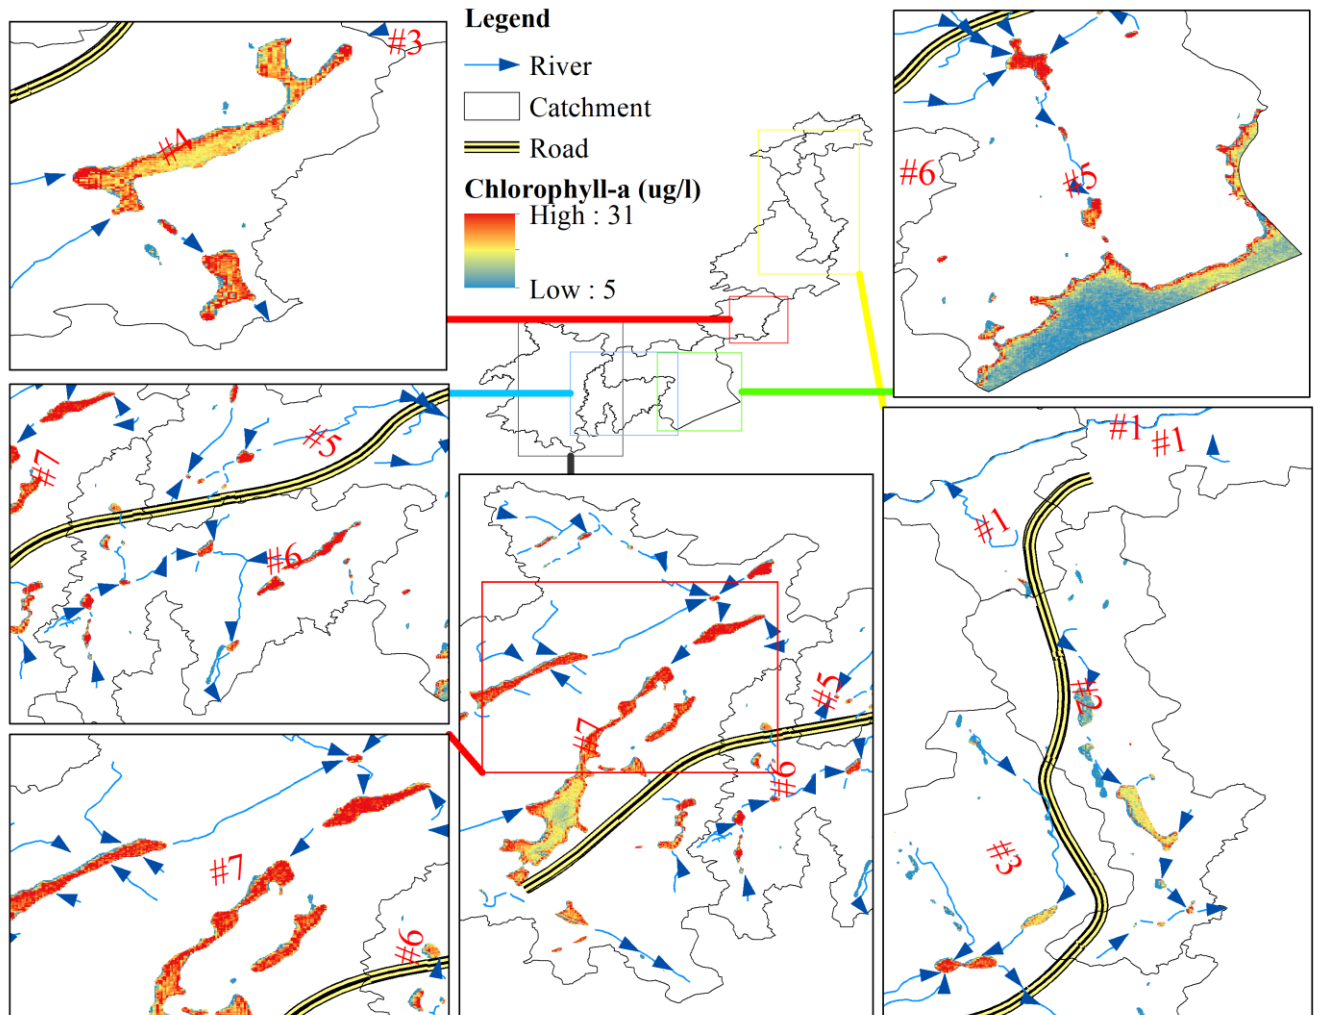 Legend
River
Catchment
Road
Chlorophyll-a (ug/l)
High : 31
Low : 5
#3
#4
#6
#5
#5
#7
#6
#1
#1
#1
#2
#3
#5
#7
#6
#7
#6